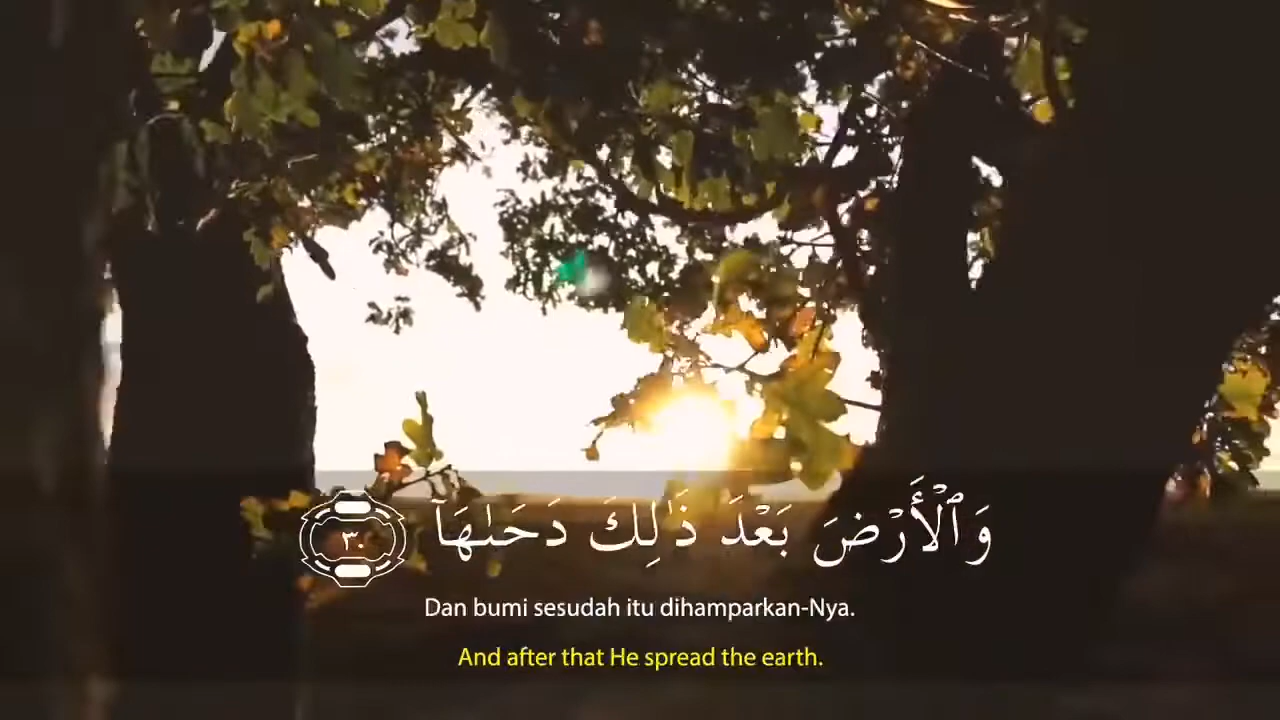 وَٱلْأَرْضَ بَعْدَ ذَٰلِكَ دَحَىٰهَآ ٣٠
Dan bumi sesudah itu dihamparkan-Nya.
And after that He spread the earth.